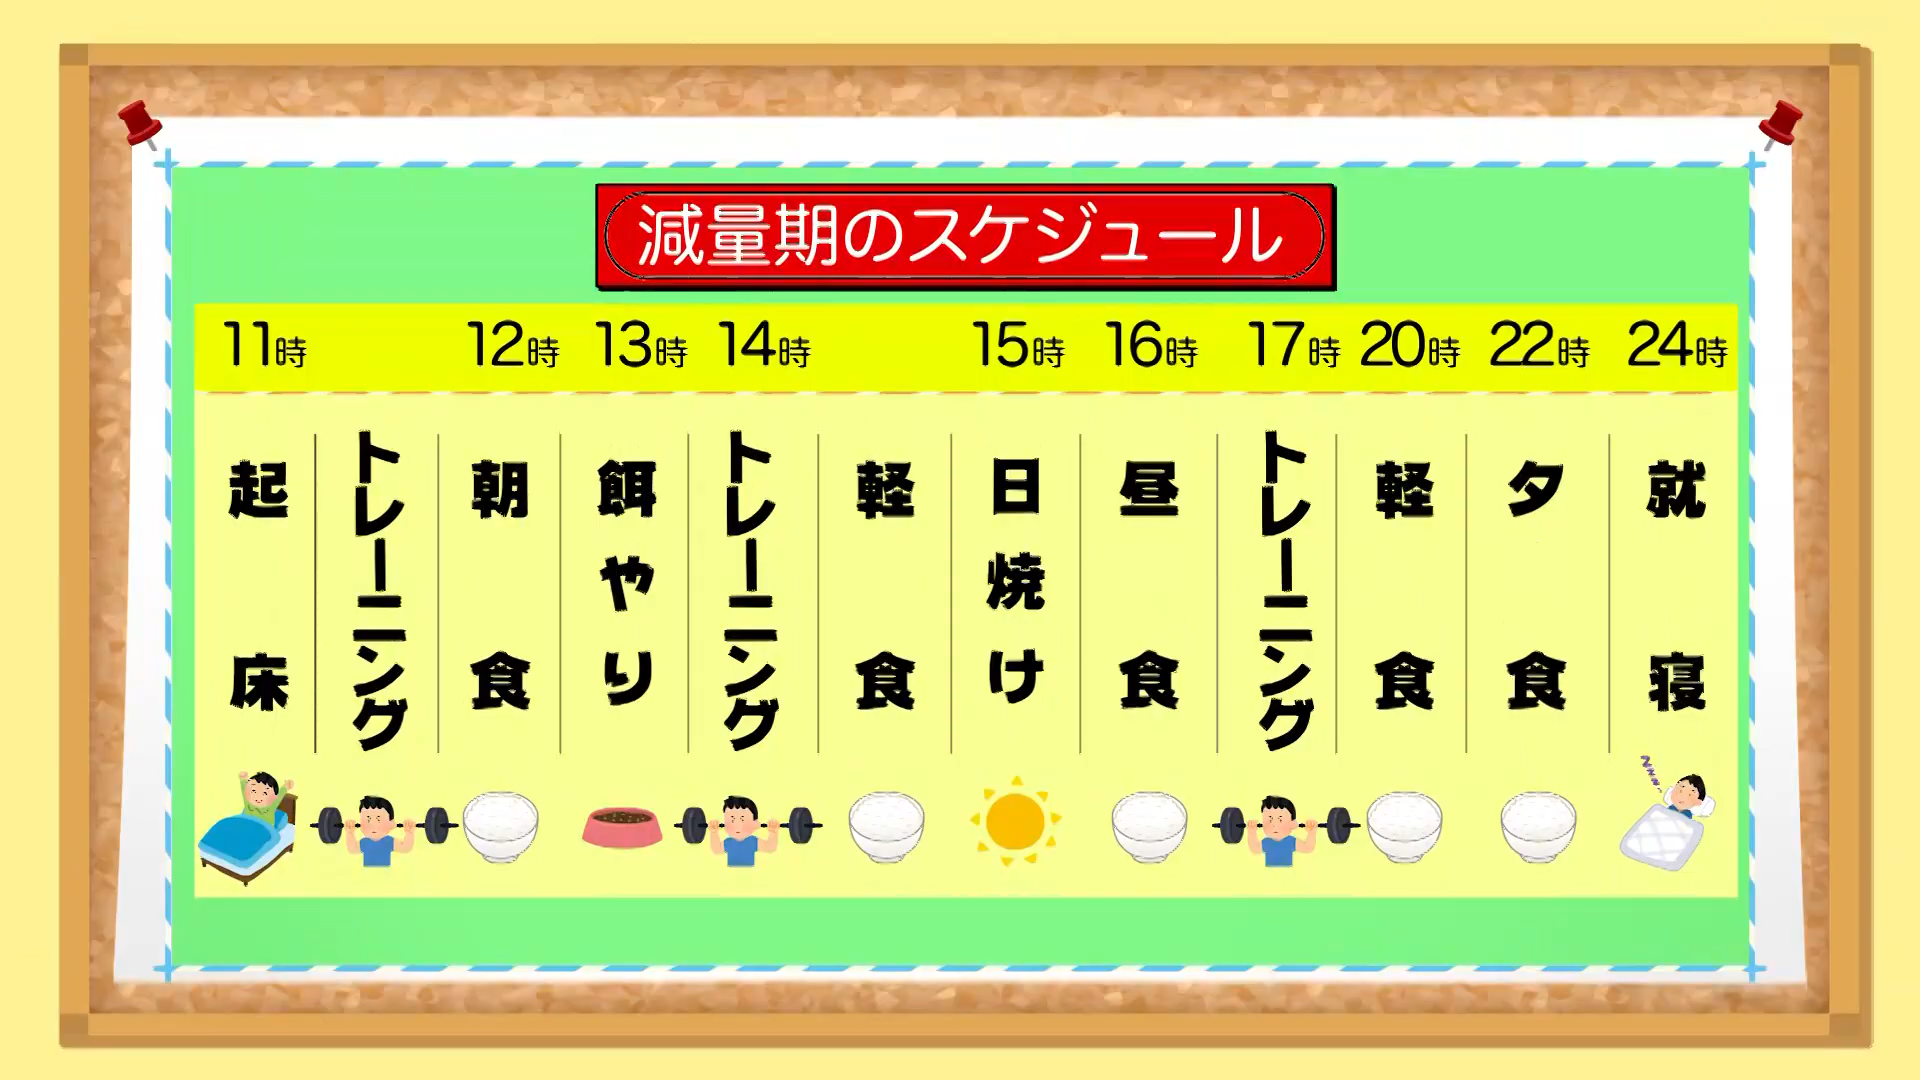 減量期のスケジュール
11時 12時 13時 14時 15時 16時 17時 20時 22時 24時
起床
トレーニング
朝食
餌やり
トレーニング
軽食
日焼け
昼食
トレーニング
軽食
夕食
就寝
zzz